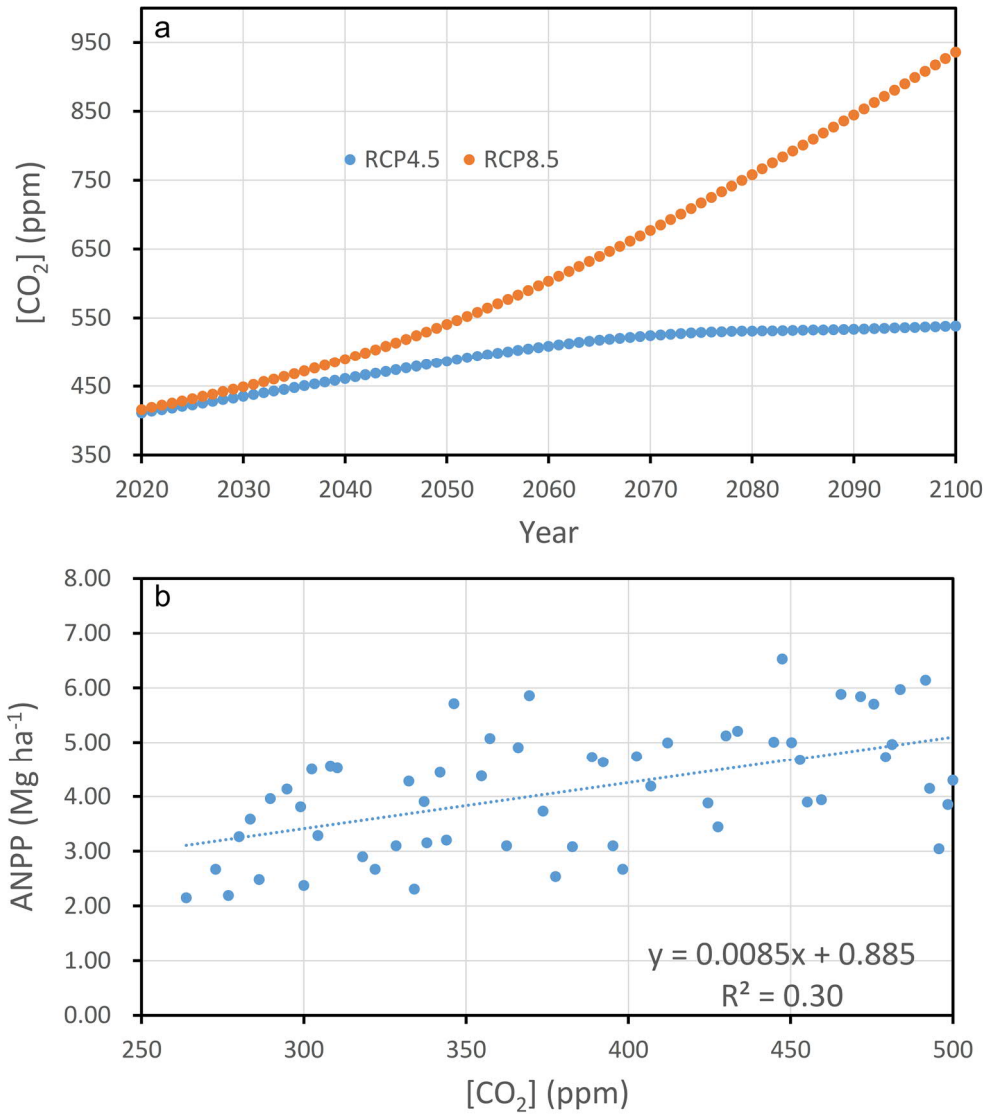 a
950
850
750
650
550
450
350
[CO₂] (ppm)
RCP4.5 RCP8.5
2020 2030 2040 2050 2060 2070 2080 2090 2100
Year
b
8.00
7.00
6.00
5.00
4.00
3.00
2.00
1.00
0.00
ANPP (Mg ha⁻¹)
y = 0.0085x + 0.885
R² = 0.30
250 300 350 400 450 500
[CO₂] (ppm)